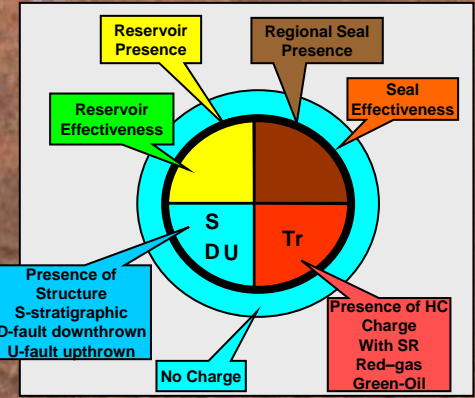 Reservoir
Presence
Regional Seal
Presence
Seal
Effectiveness
Reservoir
Effectiveness
S
D U
Tr
Presence of
Structure
S-stratigraphic
D-fault downthrown
U-fault upthrown
No Charge
Presence of HC
Charge
With SR
Red–gas
Green-Oil